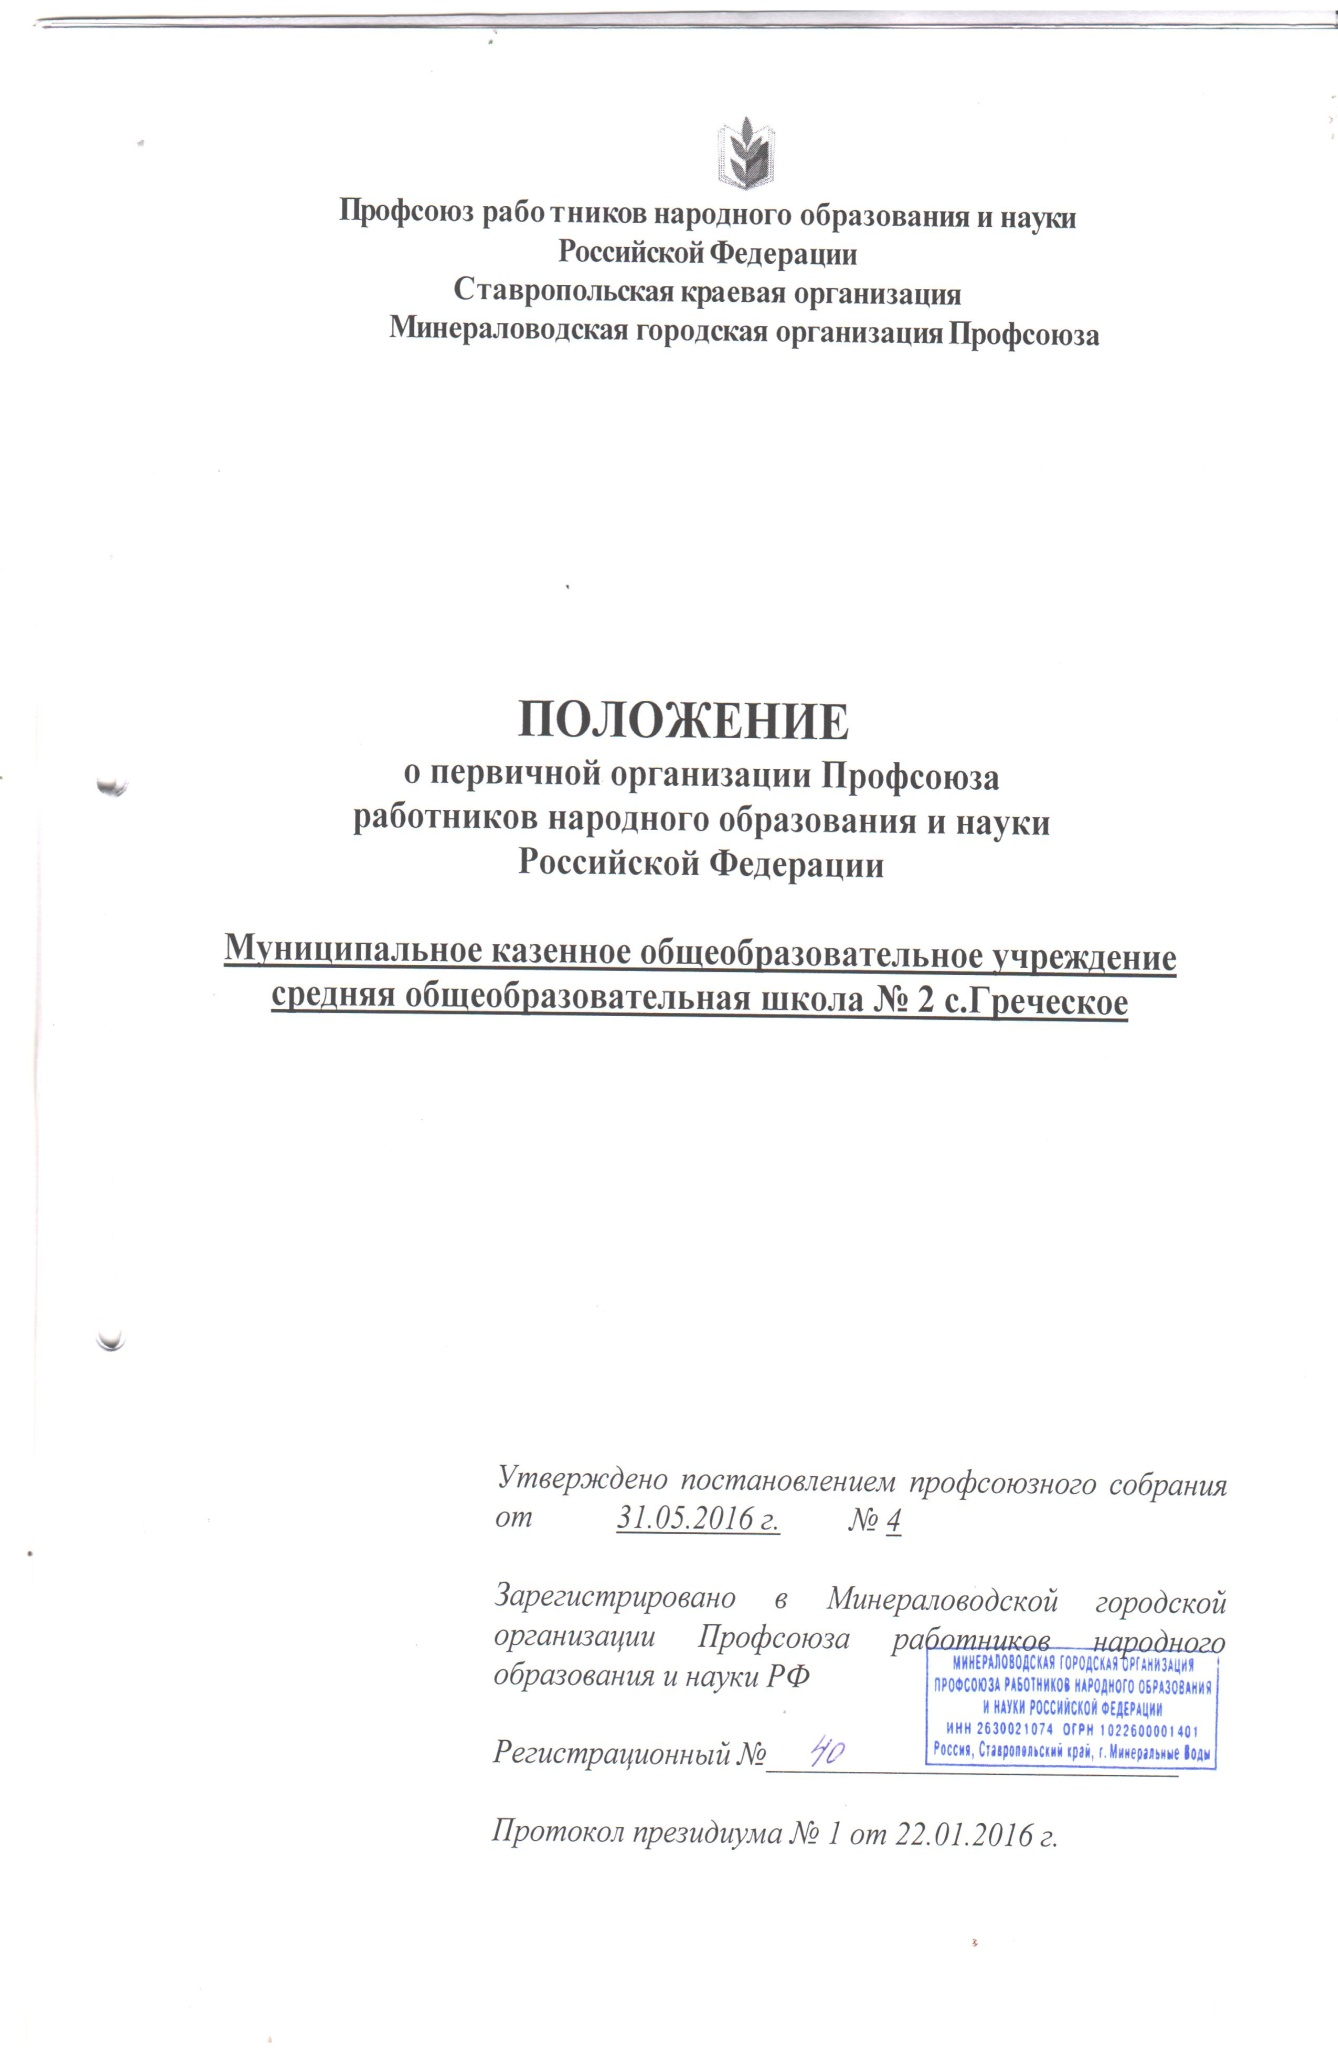 Профсоюз работников народного образования и науки
Российской Федерации
Ставропольская краевая организация
Минераловодская городская организация Профсоюза
ПОЛОЖЕНИЕ
о первичной организации Профсоюза
работников народного образования и науки
Российской Федерации
Муниципальное казенное общеобразовательное учреждение
средняя общеобразовательная школа № 2 с.Греческое
Утверждено постановлением профсоюзного собрания
от 31.05.2016 г. № 4
Зарегистрировано в Минераловодской городской
организации Профсоюза работников народного
образования и науки РФ
МИНЕРАЛОВОДСКАЯ ГОРОДСКАЯ ОРГАНИЗАЦИЯ
ПРОФСОЮЗА РАБОТНИКОВ НАРОДНОГО ОБРАЗОВАНИЯ
И НАУКИ РОССИЙСКОЙ ФЕДЕРАЦИИ
ИНН 2630021074 ОГРН 1022600001401
Россия, Ставропольский край, г. Минеральные Воды
Регистрационный № 40
Протокол президиума № 1 от 22.01.2016 г.